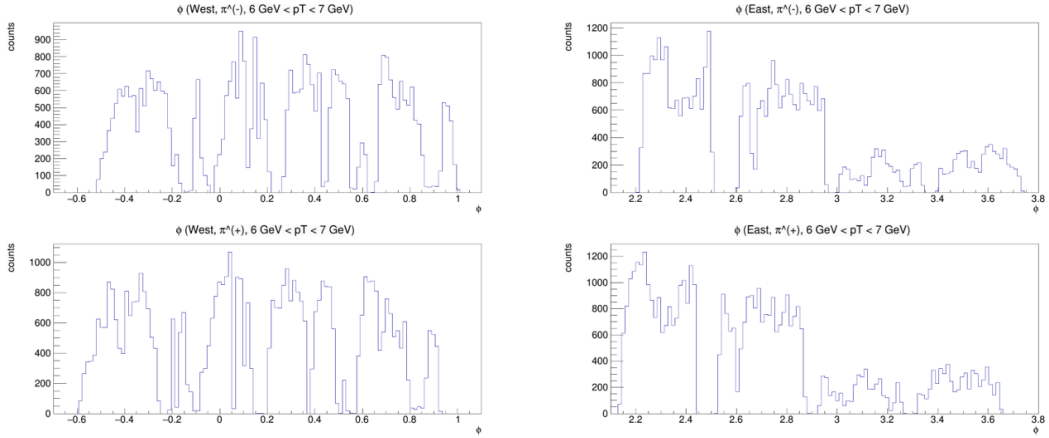 φ (West, π^(-), 6 GeV < pT < 7 GeV)
counts
900
800
700
600
500
400
300
200
100
0
−0.6 −0.4 −0.2 0 0.2 0.4 0.6 0.8 1
φ
φ (East, π^(-), 6 GeV < pT < 7 GeV)
counts
1200
1000
800
600
400
200
0
2.2 2.4 2.6 2.8 3 3.2 3.4 3.6 3.8
φ
φ (West, π^(+), 6 GeV < pT < 7 GeV)
counts
1000
800
600
400
200
0
−0.6 −0.4 −0.2 0 0.2 0.4 0.6 0.8 1
φ
φ (East, π^(+), 6 GeV < pT < 7 GeV)
counts
1200
1000
800
600
400
200
0
2.2 2.4 2.6 2.8 3 3.2 3.4 3.6 3.8
φ